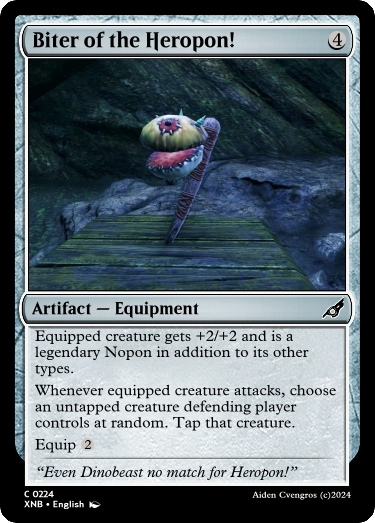 Biter of the Heropon! 4
Artifact — Equipment
Equipped creature gets +2/+2 and is a
legendary Nopon in addition to its other
types.
Whenever equipped creature attacks, choose
an untapped creature defending player
controls at random. Tap that creature.
Equip 2
“Even Dinobeast no match for Heropon!”
C 0224
XNB • English
Aiden Cvengros (c)2024